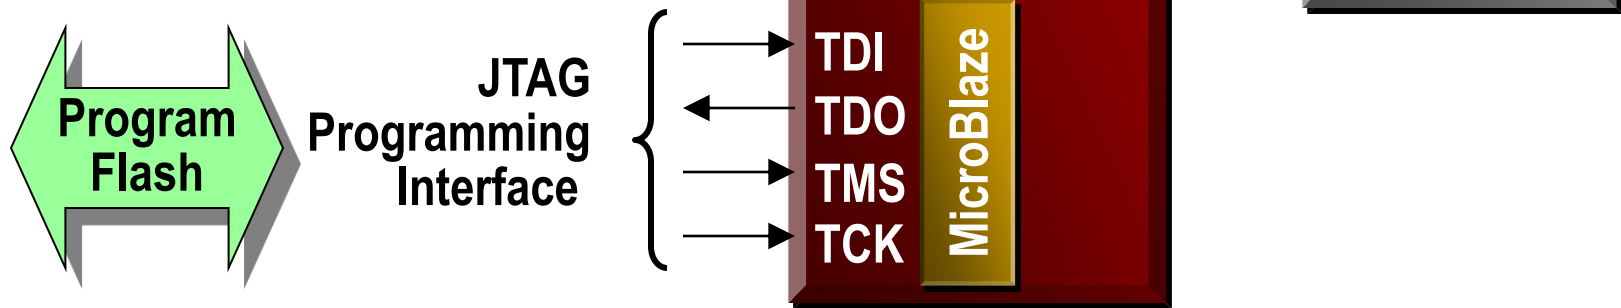 Program
Flash
JTAG
Programming
Interface
TDI
TDO
TMS
TCK
MicroBlaze